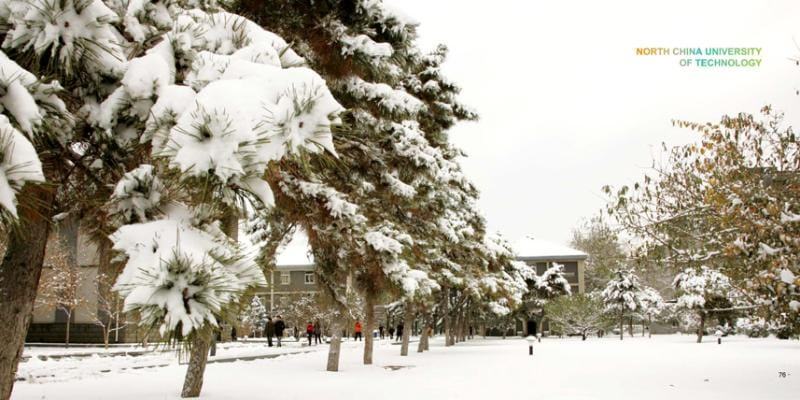 NORTH CHINA UNIVERSITY
OF TECHNOLOGY
76 -